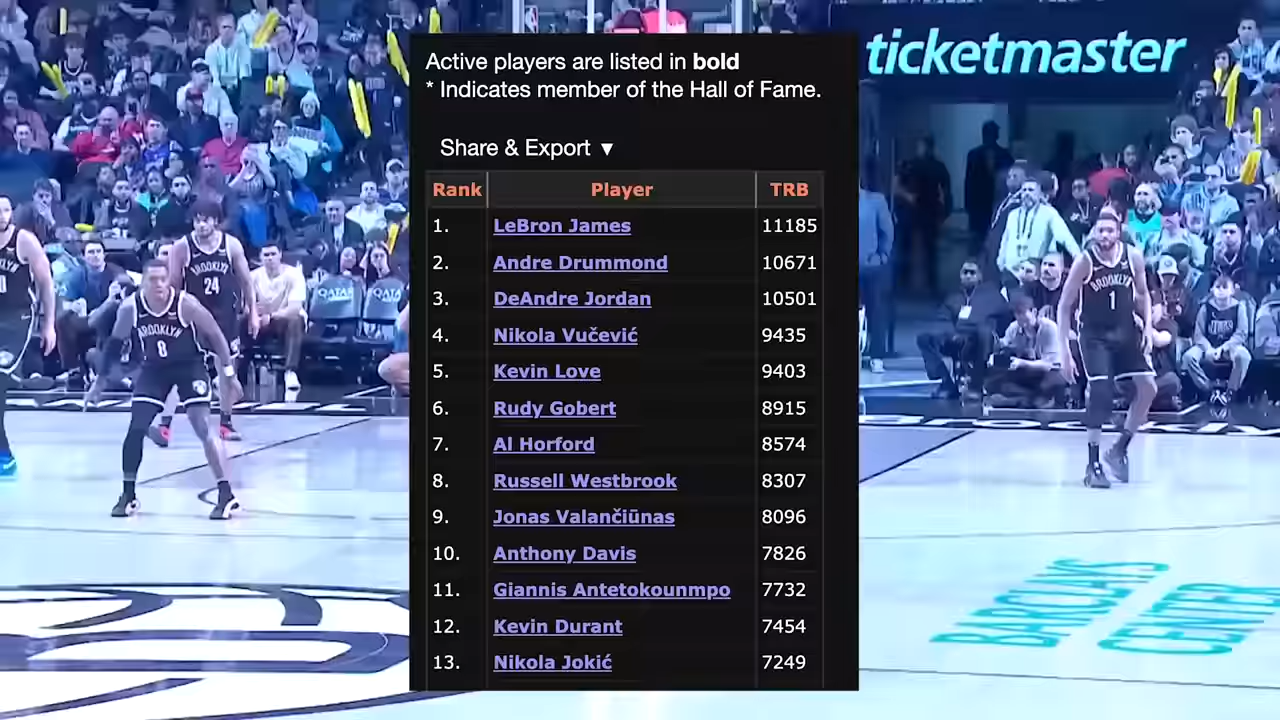 ticketmaster
Active players are listed in bold
* Indicates member of the Hall of Fame.
Share & Export ▼
Rank Player TRB
1. LeBron James 11185
2. Andre Drummond 10671
3. DeAndre Jordan 10501
4. Nikola Vučević 9435
5. Kevin Love 9403
6. Rudy Gobert 8915
7. Al Horford 8574
8. Russell Westbrook 8307
9. Jonas Valančiūnas 8096
10. Anthony Davis 7826
11. Giannis Antetokounmpo 7732
12. Kevin Durant 7454
13. Nikola Jokić 7249
BROOKLYN
24
BROOKLYN
8
BROOKLYN
1
BARCLAYS
CENTER